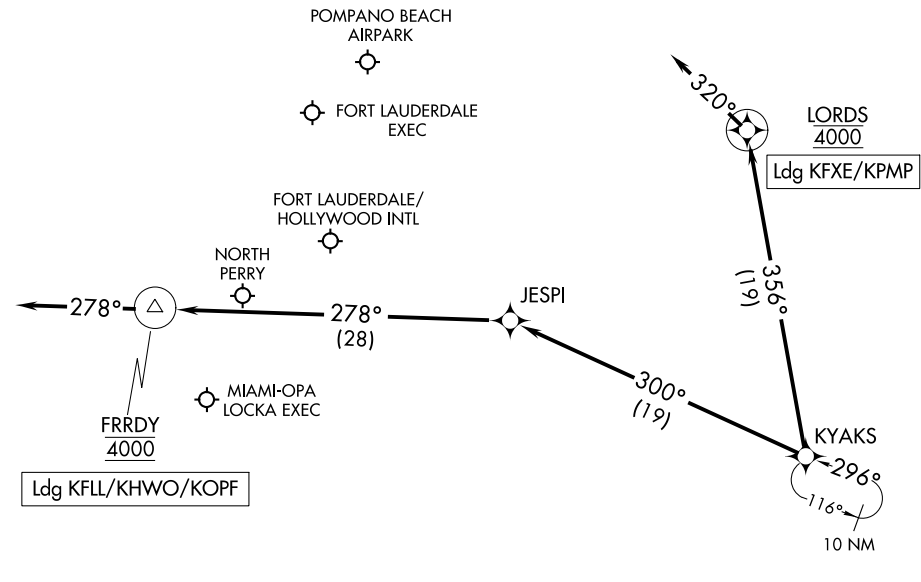 POMPANO BEACH
AIRPARK
FORT LAUDERDALE
EXEC
320°
LORDS
4000
Ldg KFXE/KPMP
FORT LAUDERDALE/
HOLLYWOOD INTL
NORTH
PERRY
356°
(19)
JESPI
278°
278°
(28)
MIAMI-OPA
LOCKA EXEC
300°
(19)
FRRDY
4000
KYAKS
296°
Ldg KFLL/KHWO/KOPF
116°
10 NM